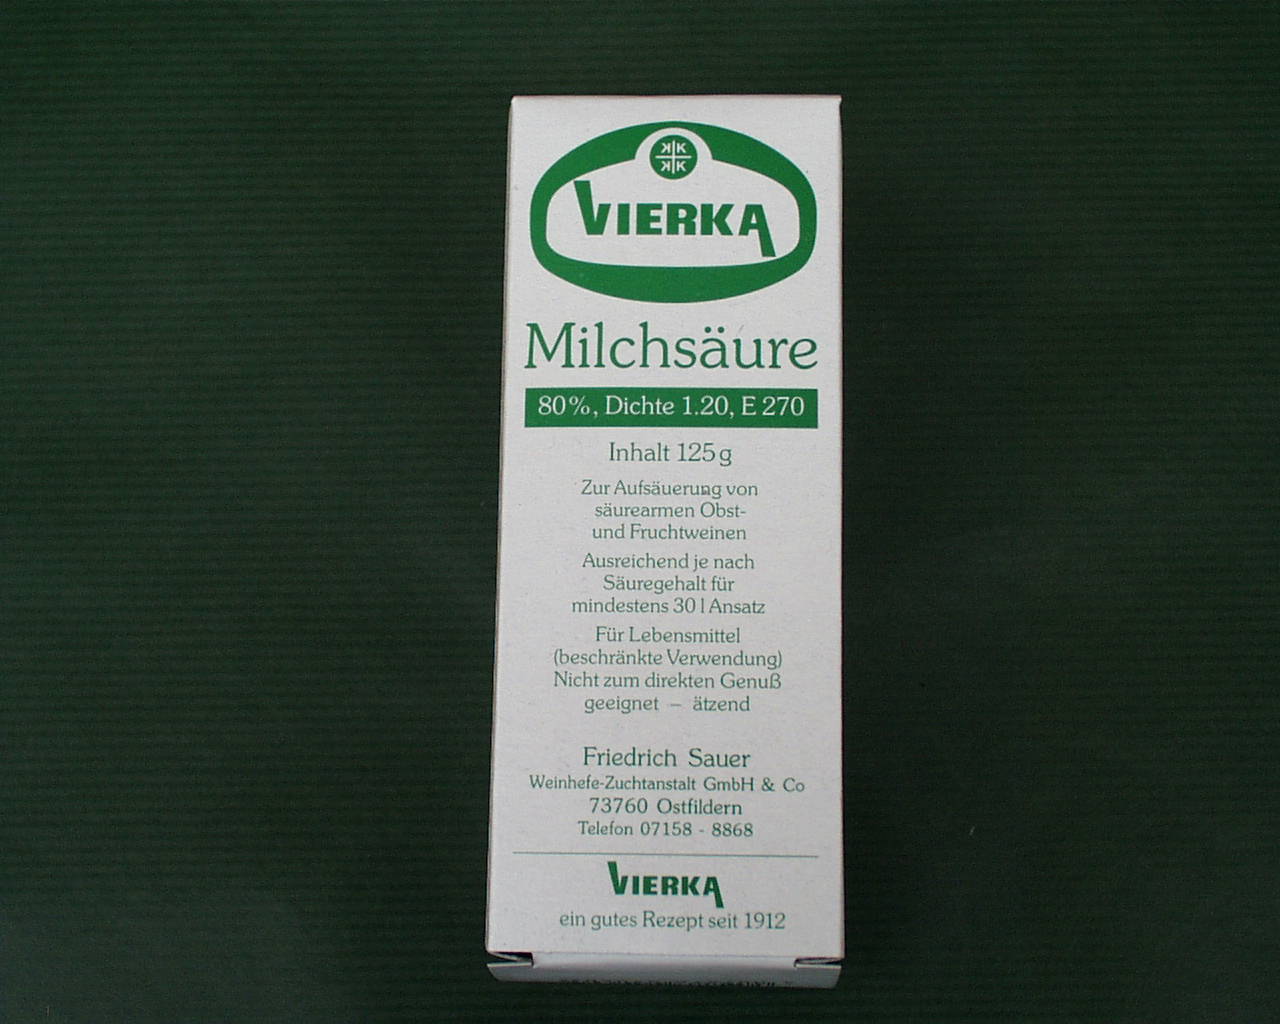 K K
K K
VIERKA
Milchsäure
80%, Dichte 1.20, E 270
Inhalt 125 g
Zur Aufsäuerung von
säurearmen Obst-
und Fruchtweinen
Ausreichend je nach
Säuregehalt für
mindestens 30 l Ansatz
Für Lebensmittel
(beschränkte Verwendung)
Nicht zum direkten Genuß
geeignet – ätzend
Friedrich Sauer
Weinhefe-Zuchtanstalt GmbH & Co
73760 Ostfildern
Telefon 07158 - 8868
VIERKA
ein gutes Rezept seit 1912